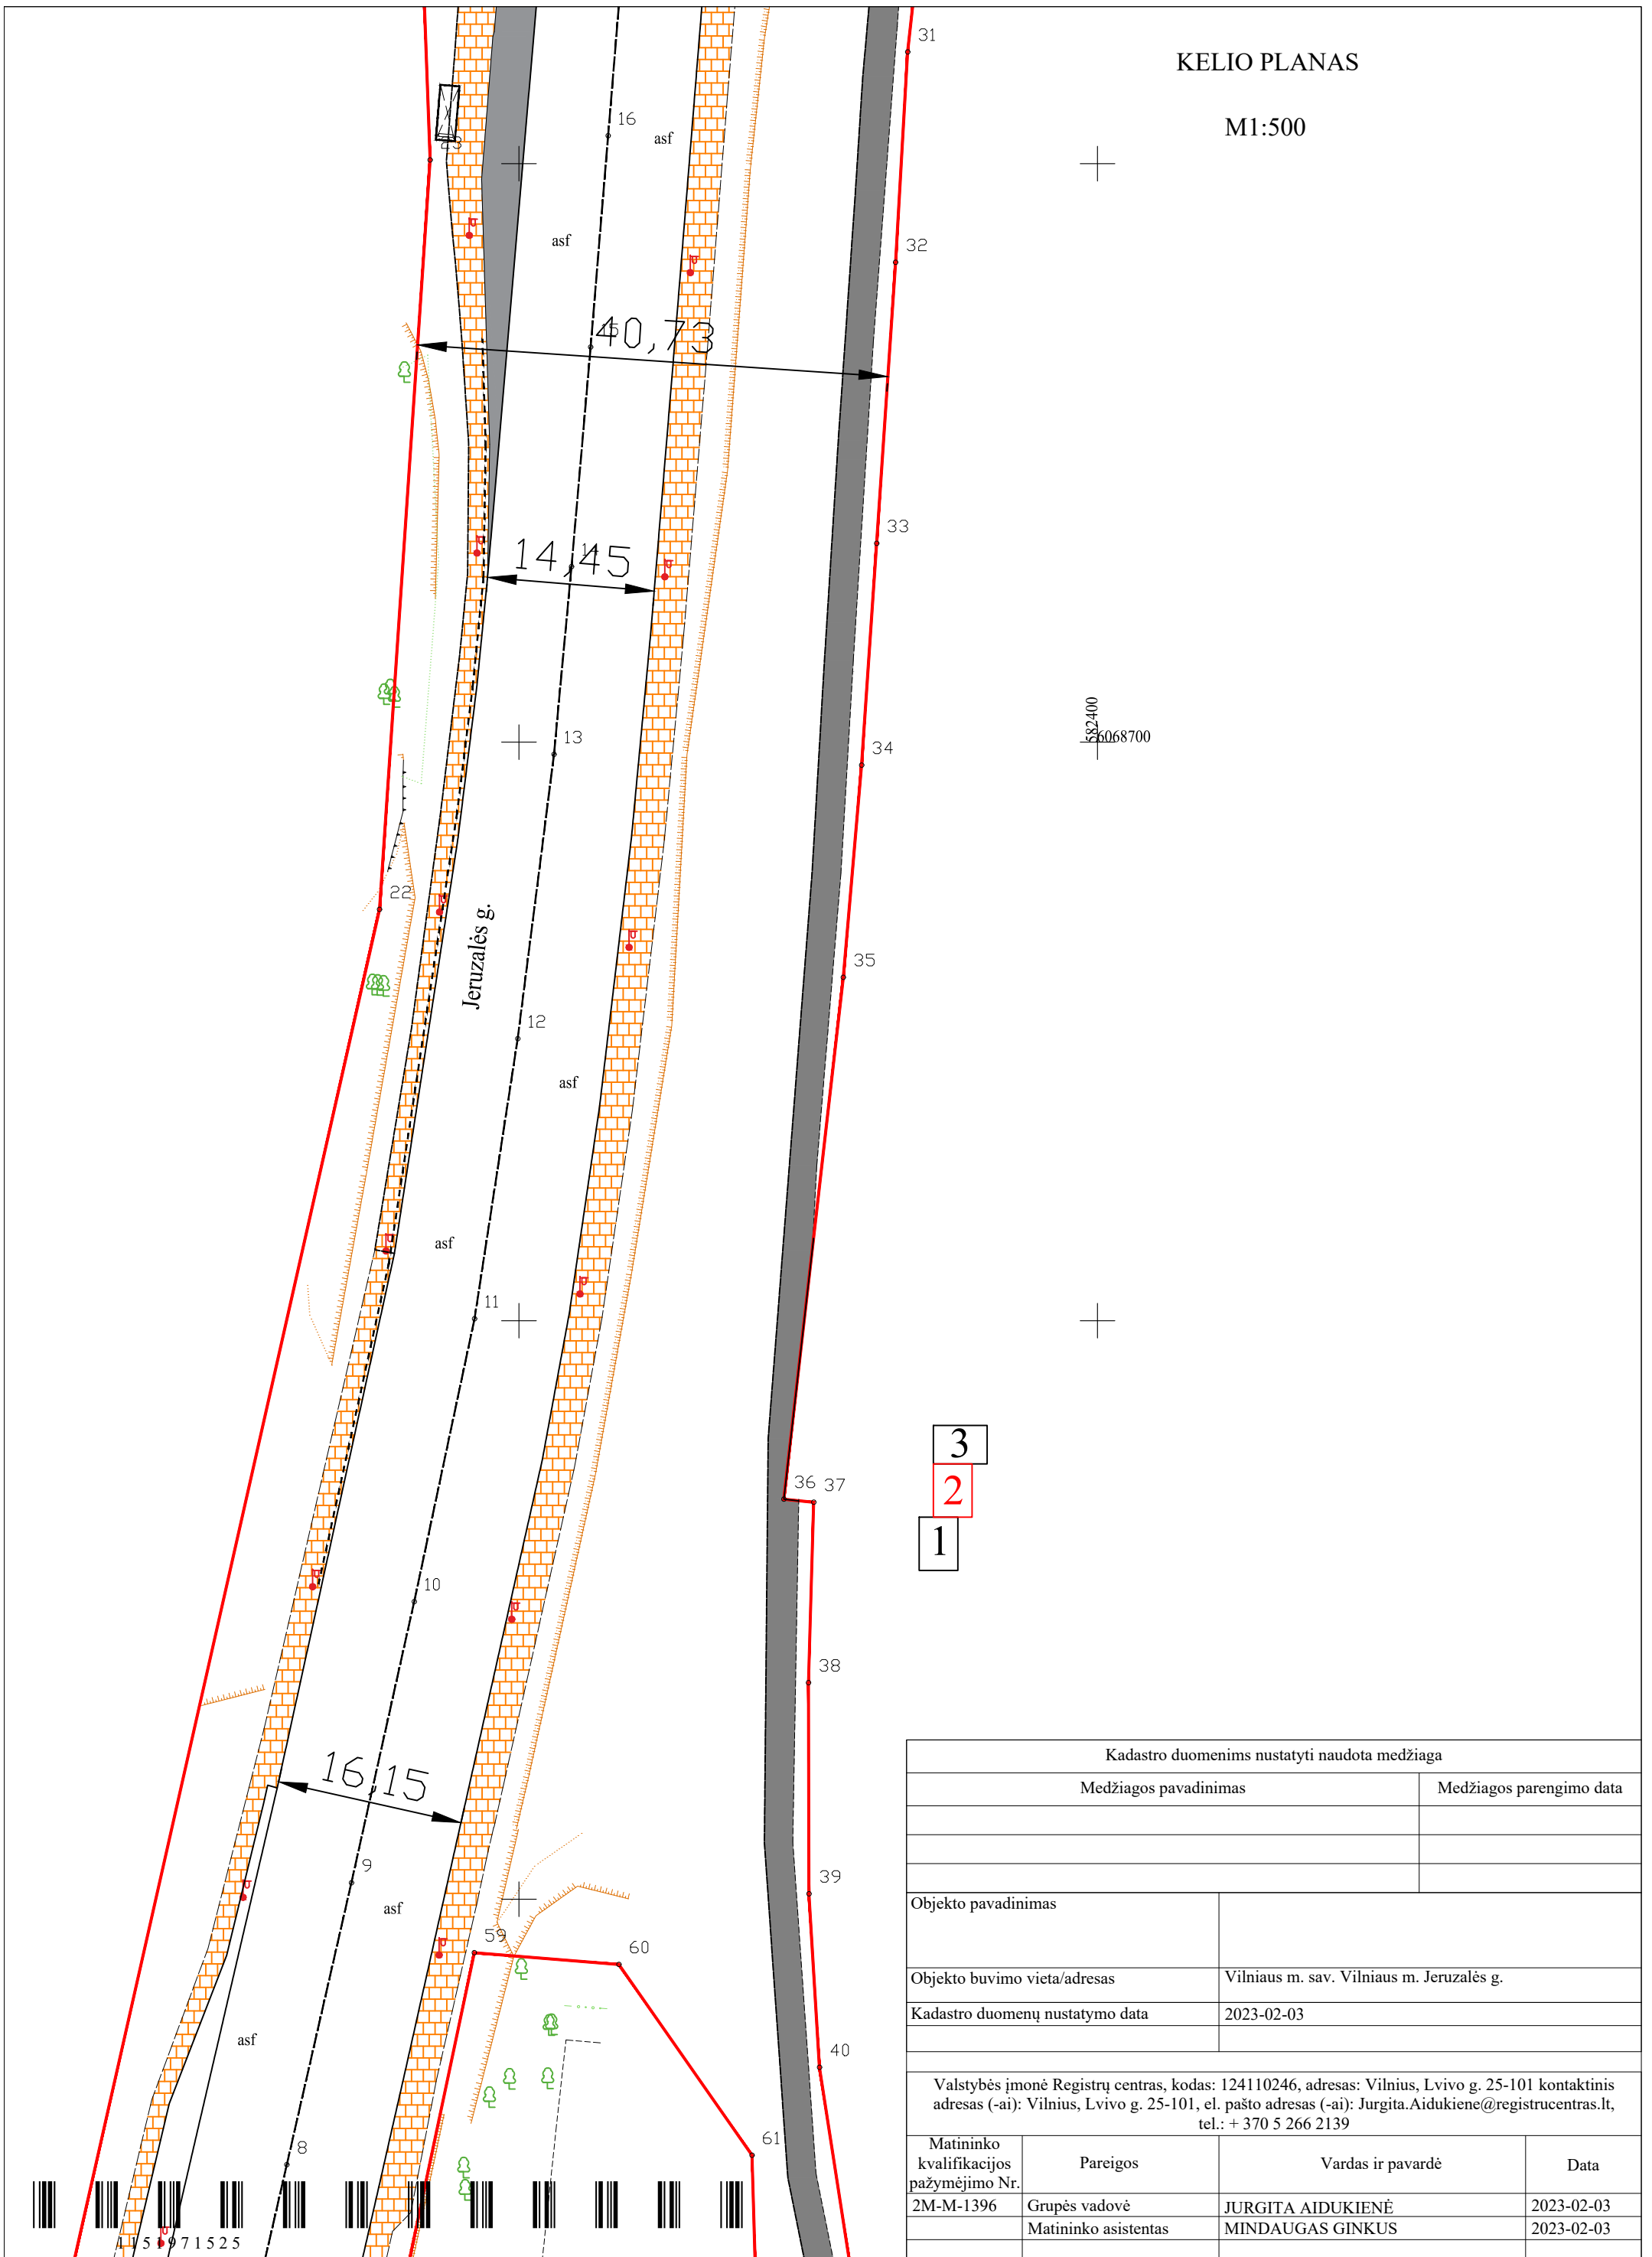 KELIO PLANAS
M1:500
31
23
16
asf
asf
32
15
40,73
33
14
14,45
13
582400
6068700
34
22
Jeruzalės g.
35
12
asf
asf
11
3
36
37
2
1
10
38
16,15
9
39
asf
59
60
asf
40
61
8
1151971525
Kadastro duomenims nustatyti naudota medžiaga
Medžiagos pavadinimas
Medžiagos parengimo data
Objekto pavadinimas
Objekto buvimo vieta/adresas
Vilniaus m. sav. Vilniaus m. Jeruzalės g.
Kadastro duomenų nustatymo data
2023-02-03
Valstybės įmonė Registrų centras, kodas: 124110246, adresas: Vilnius, Lvivo g. 25-101 kontaktinis
adresas (-ai): Vilnius, Lvivo g. 25-101, el. pašto adresas (-ai): Jurgita.Aidukiene@registrucentras.lt,
tel.: + 370 5 266 2139
Matininko
kvalifikacijos
pažymėjimo Nr.
Pareigos
Vardas ir pavardė
Data
2M-M-1396
Grupės vadovė
JURGITA AIDUKIENĖ
2023-02-03
Matininko asistentas
MINDAUGAS GINKUS
2023-02-03